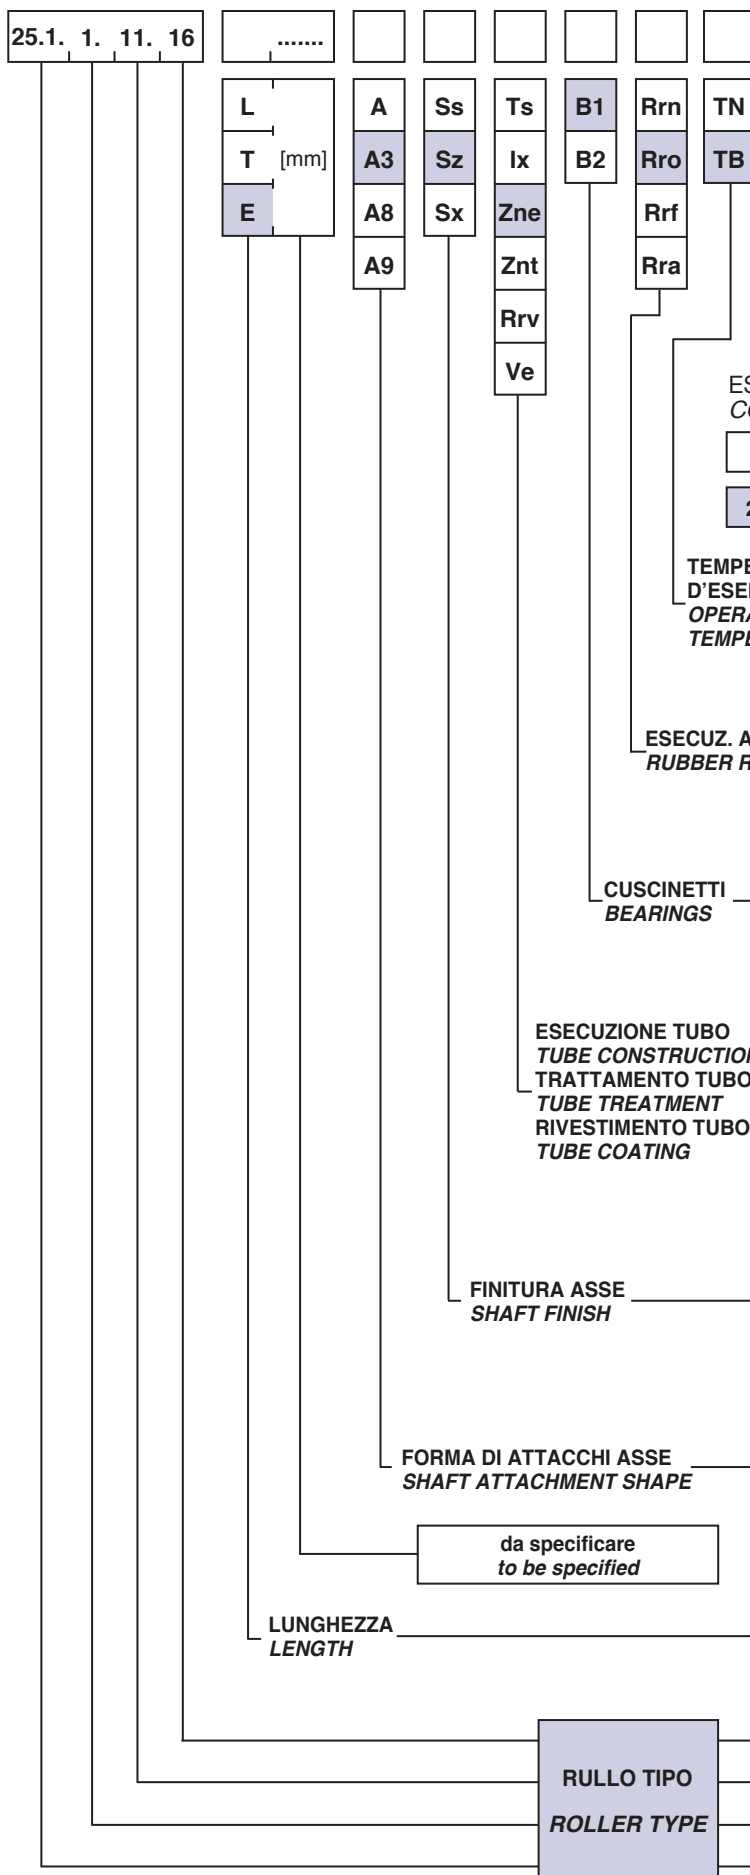 25.1. 1. 11. 16 .......
L A Ss Ts B1 Rrn TN
T [mm] A3 Sz Ix B2 Rro TB
E A8 Sx Zne Rrf
A9 Znt Rra
Rrv
Ve
TEMPE
D'ESE
OPERA
TEMPE
ESECUZ. A
RUBBER R
CUSCINETTI
BEARINGS
ESECUZIONE TUBO
TUBE CONSTRUCTION
TRATTAMENTO TUBO
TUBE TREATMENT
RIVESTIMENTO TUBO
TUBE COATING
FINITURA ASSE
SHAFT FINISH
FORMA DI ATTACCHI ASSE
SHAFT ATTACHMENT SHAPE
da specificare
to be specified
LUNGHEZZA
LENGTH
RULLO TIPO
ROLLER TYPE